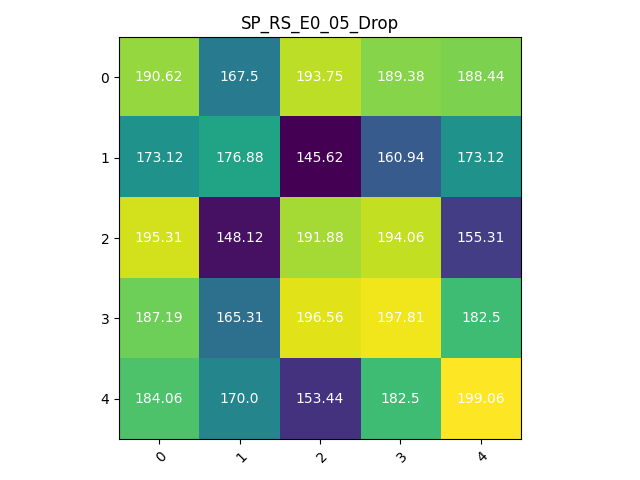 SP_RS_E0_05_Drop
0 190.62 167.5 193.75 189.38 188.44
1 173.12 176.88 145.62 160.94 173.12
2 195.31 148.12 191.88 194.06 155.31
3 187.19 165.31 196.56 197.81 182.5
4 184.06 170.0 153.44 182.5 199.06
0 1 2 3 4